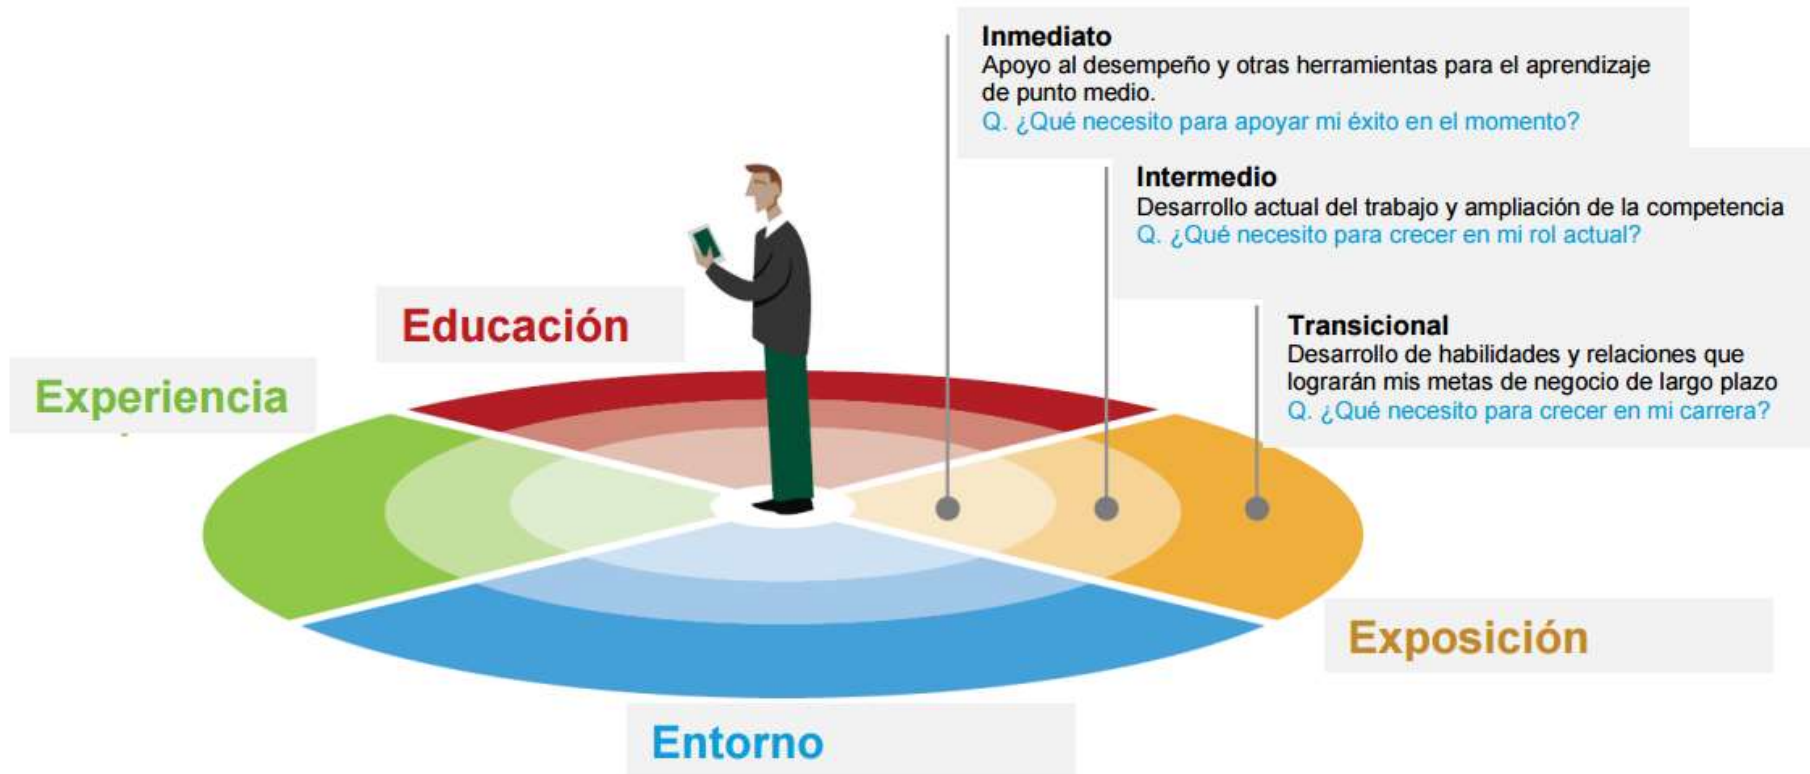 Inmediato
Apoyo al desempeño y otras herramientas para el aprendizaje
de punto medio.
Q. ¿Qué necesito para apoyar mi éxito en el momento?
Intermedio
Desarrollo actual del trabajo y ampliación de la competencia
Q. ¿Qué necesito para crecer en mi rol actual?
Transicional
Desarrollo de habilidades y relaciones que
lograrán mis metas de negocio de largo plazo
Q. ¿Qué necesito para crecer en mi carrera?
Educación
Experiencia
Exposición
Entorno